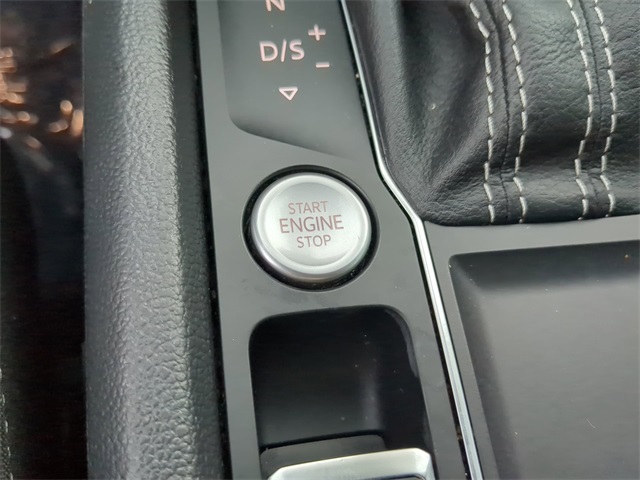 N
D/S +
−
START
ENGINE
STOP